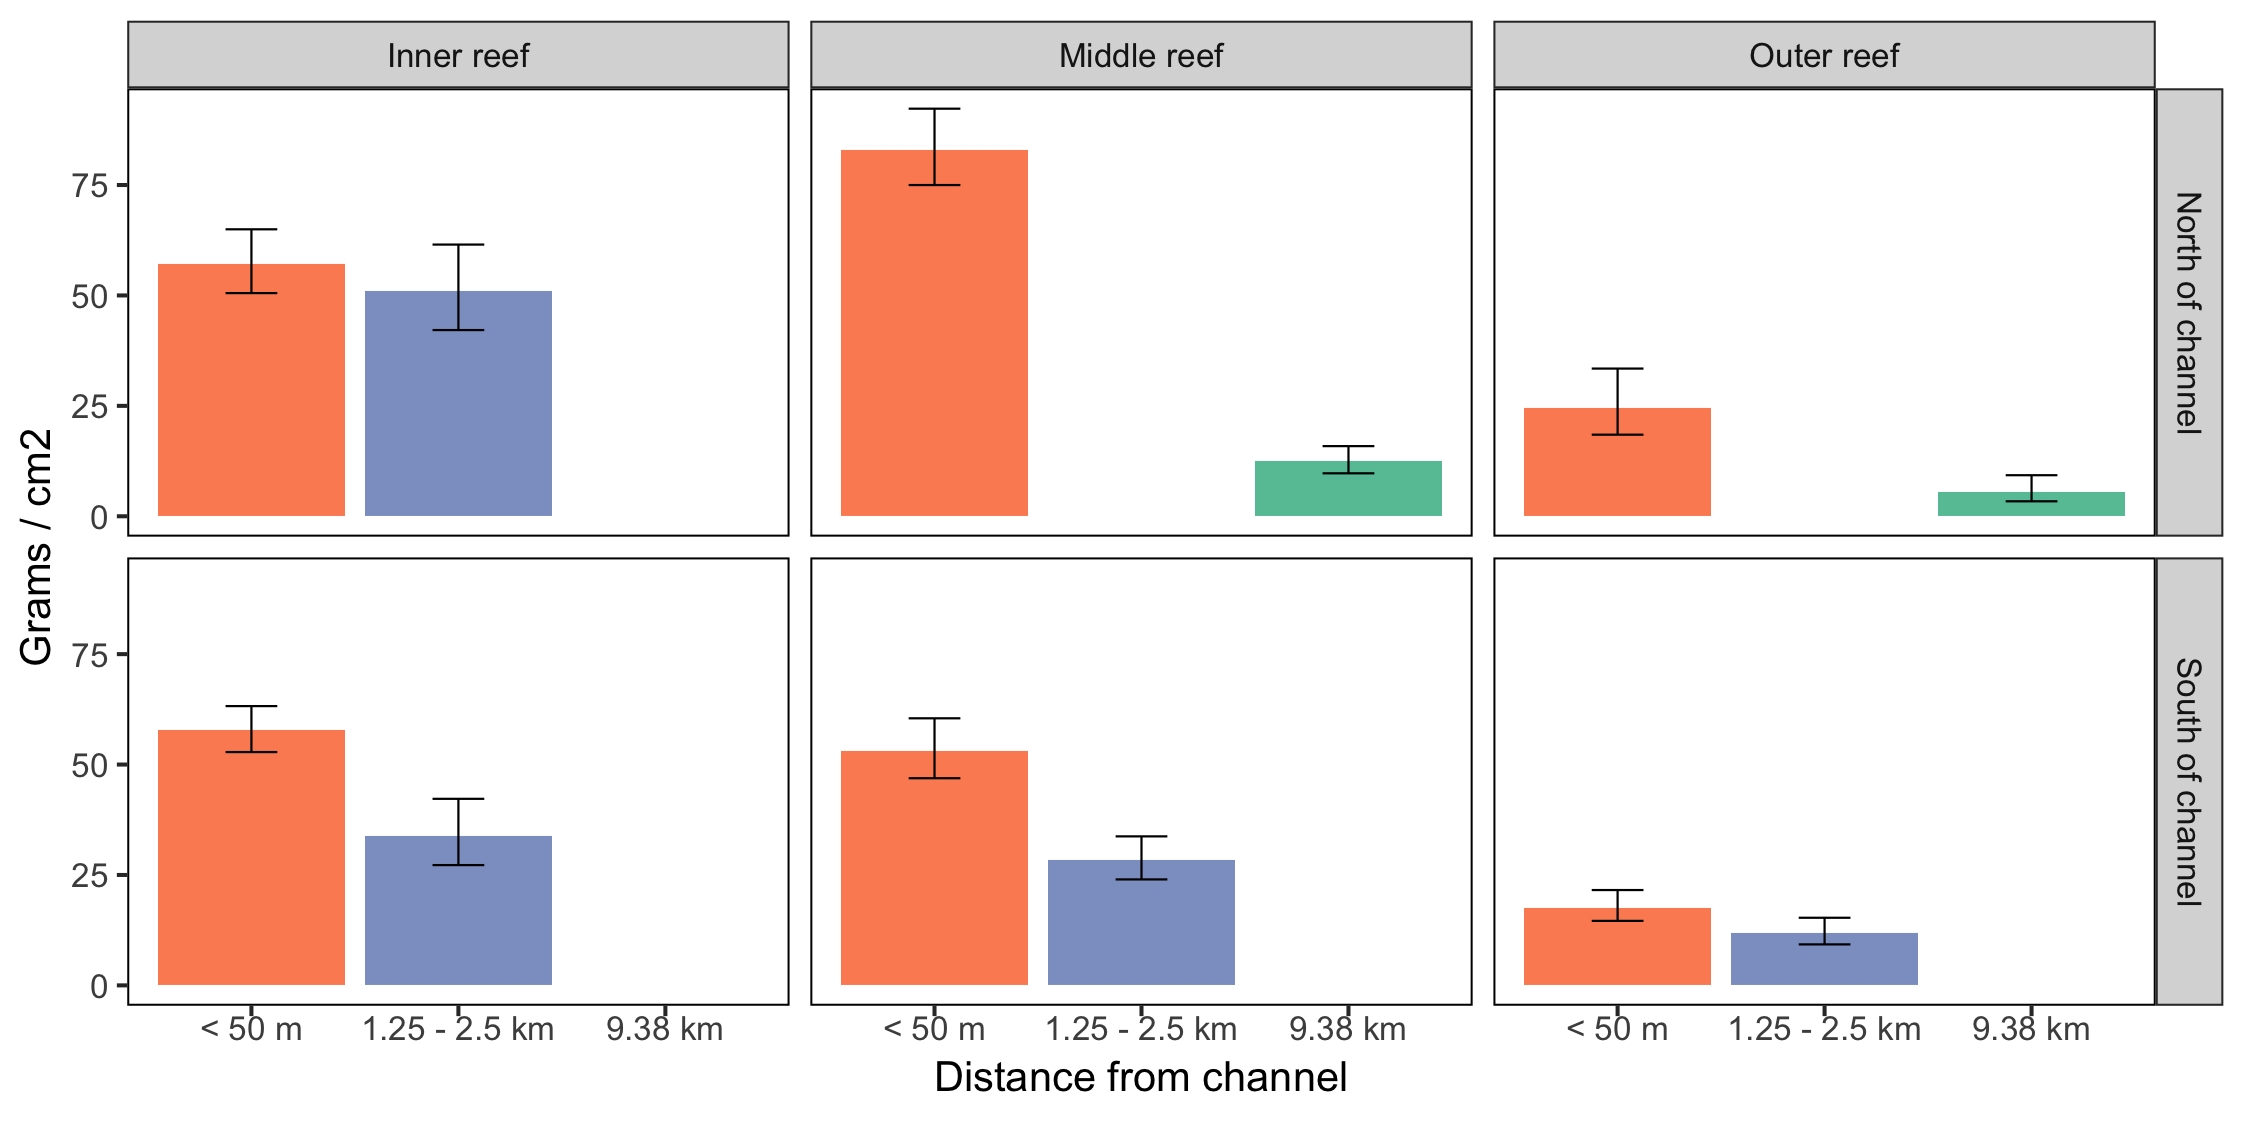 Inner reef
Middle reef
Outer reef
North of channel
South of channel
Grams / cm2
75
50
25
0
75
50
25
0
< 50 m
1.25 - 2.5 km
9.38 km
< 50 m
1.25 - 2.5 km
9.38 km
< 50 m
1.25 - 2.5 km
9.38 km
Distance from channel